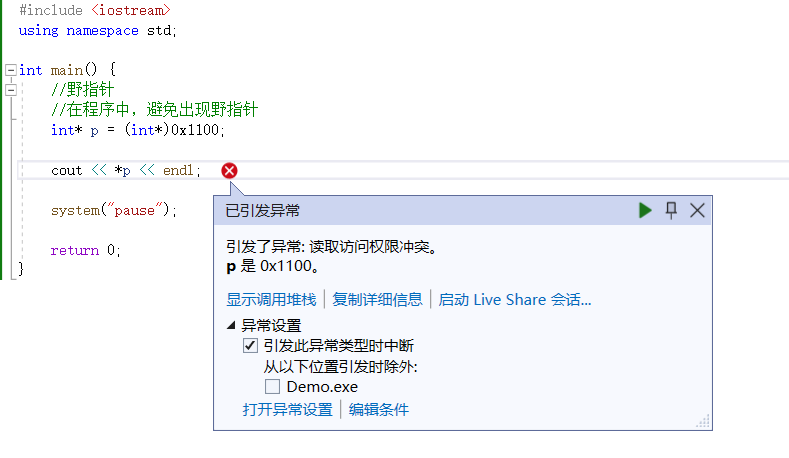 #include <iostream>
using namespace std;
int main() {
//野指针
//在程序中，避免出现野指针
int* p = (int*)0x1100;
cout << *p << endl;
system("pause");
return 0;
}
已引发异常
引发了异常: 读取访问权限冲突。
p 是 0x1100。
显示调用堆栈 | 复制详细信息 | 启动 Live Share 会话...
异常设置
引发此异常类型时中断
从以下位置引发时除外:
Demo.exe
打开异常设置 | 编辑条件